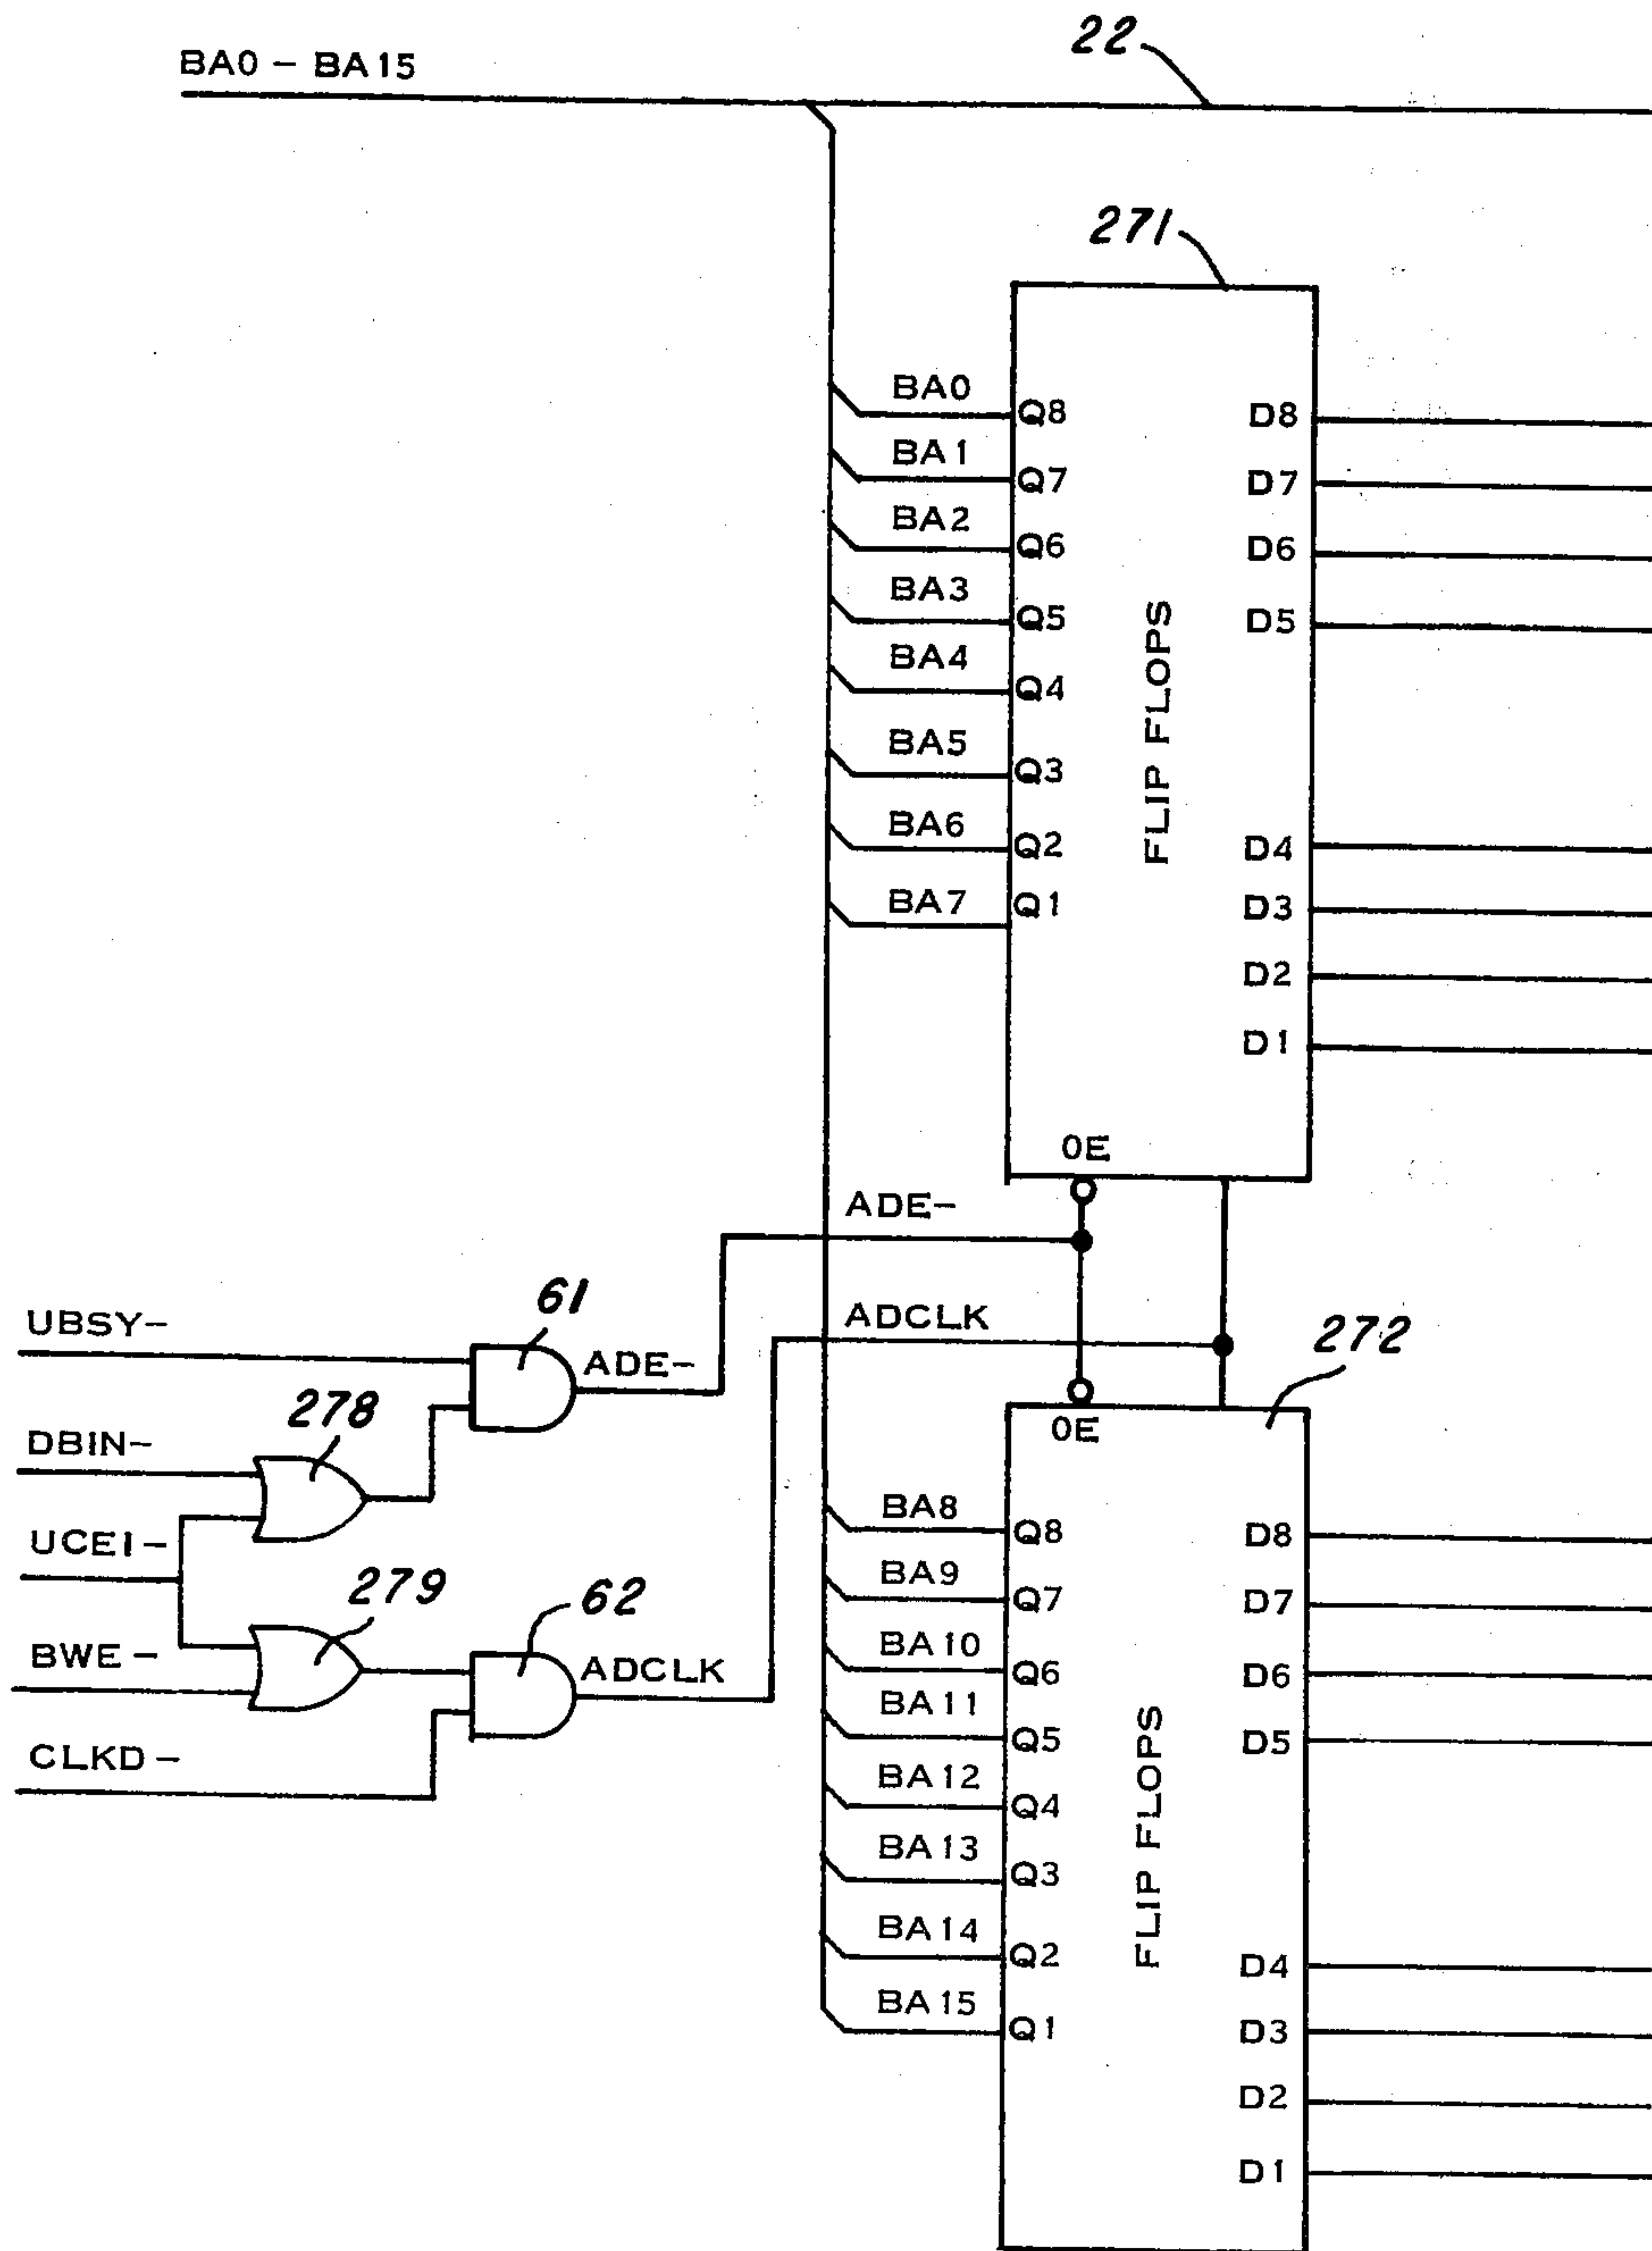 22
BA0 - BA15
271
BA0 Q8 D8
BA1 Q7 D7
BA2 Q6 D6
BA3 Q5 D5
BA4 Q4
BA5 Q3
BA6 Q2 D4
BA7 Q1 D3
D2
D1
FLIP FLOPS
OE
ADE-
61
UBSY-
ADE-
ADCLK
272
278
DBIN-
OE
UCE1-
279
62
BWE-
ADCLK
CLKD-
BA8 Q8 D8
BA9 Q7 D7
BA10 Q6 D6
BA11 Q5 D5
BA12 Q4
BA13 Q3
BA14 Q2 D4
BA15 Q1 D3
D2
D1
FLIP FLOPS